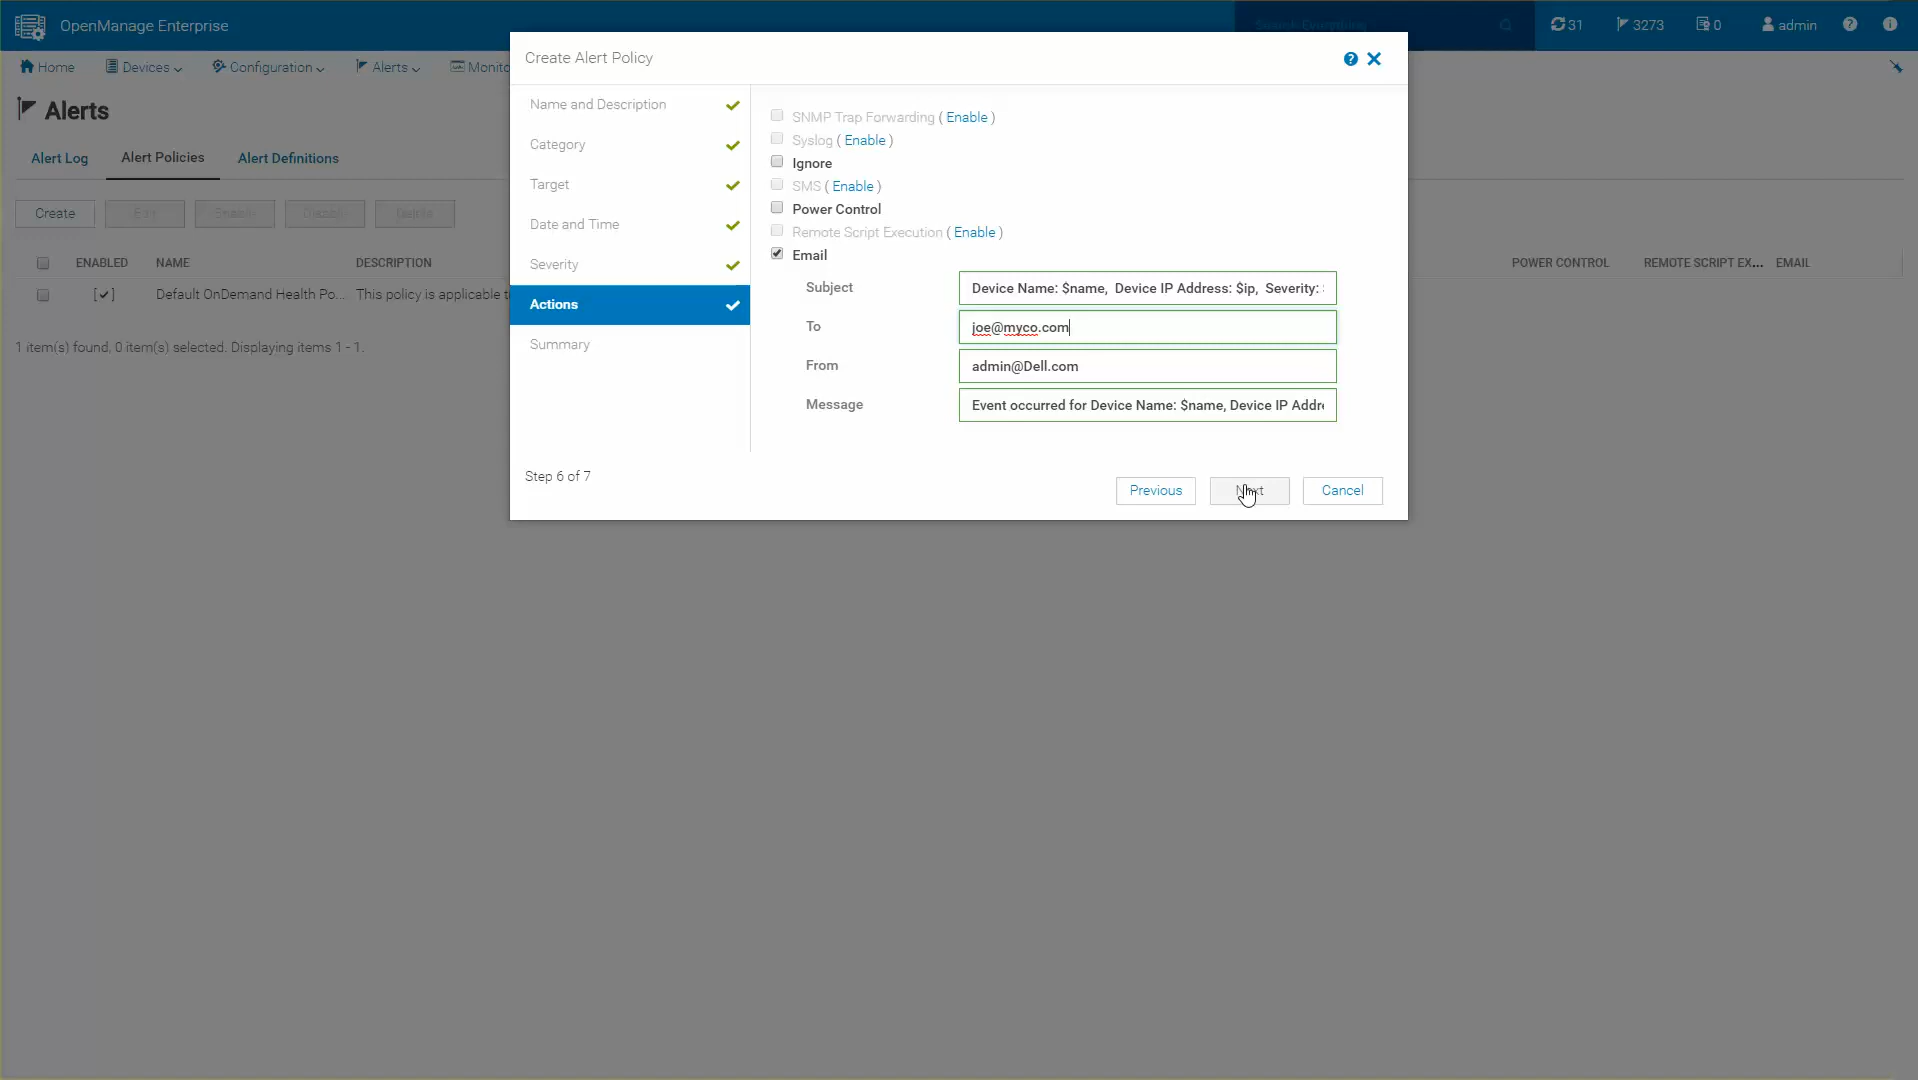 OpenManage Enterprise
Search Everything
31
3273
0
admin
Home
Devices
Configuration
Alerts
Monito
Alerts
Alert Log
Alert Policies
Alert Definitions
Create
Edit
Enable
Disable
Delete
ENABLED NAME DESCRIPTION POWER CONTROL REMOTE SCRIPT EX... EMAIL
Default OnDemand Health Po... This policy is applicable t
1 item(s) found, 0 item(s) selected. Displaying items 1 - 1.
Create Alert Policy
Name and Description
Category
Target
Date and Time
Severity
Actions
Summary
SNMP Trap Forwarding ( Enable )
Syslog ( Enable )
Ignore
SMS ( Enable )
Power Control
Remote Script Execution ( Enable )
Email
Subject Device Name: $name, Device IP Address: $ip, Severity:
To joe@myco.com
From admin@Dell.com
Message Event occurred for Device Name: $name, Device IP Addre
Step 6 of 7
Previous
Next
Cancel